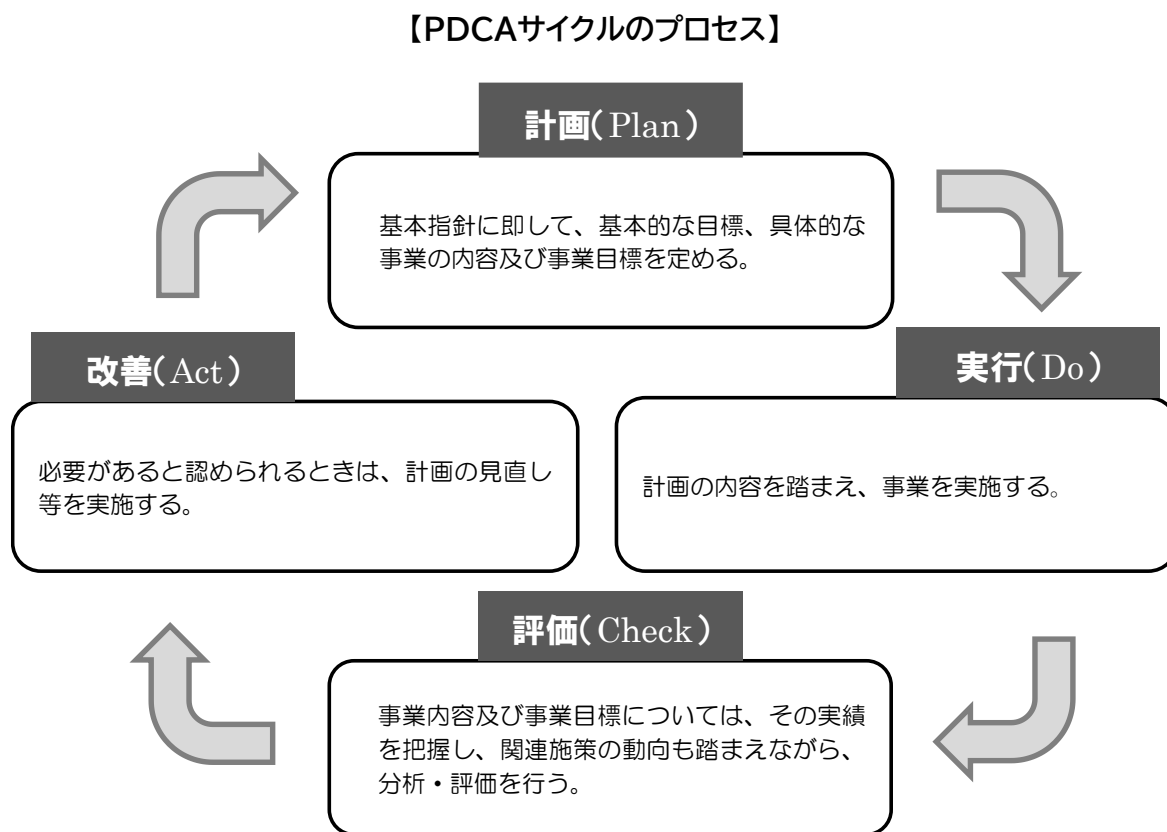 【PDCAサイクルのプロセス】
計画(Plan)
基本指針に即して、基本的な目標、具体的な
事業の内容及び事業目標を定める。
改善(Act)
必要があると認められるときは、計画の見直し
等を実施する。
実行(Do)
計画の内容を踏まえ、事業を実施する。
評価(Check)
事業内容及び事業目標については、その実績
を把握し、関連施策の動向も踏まえながら、
分析・評価を行う。